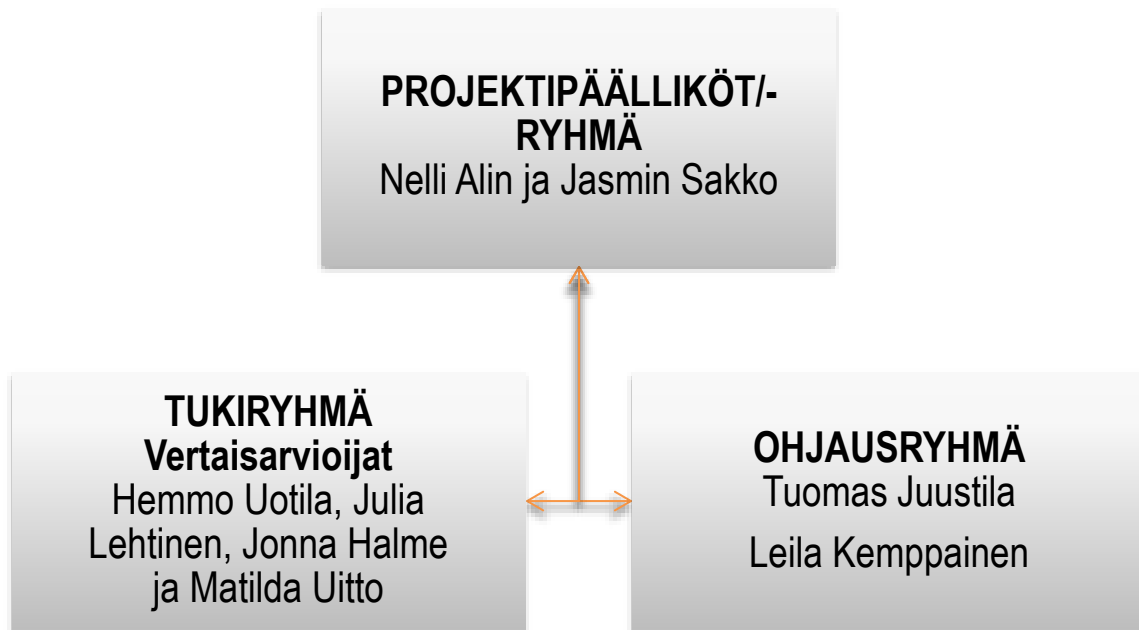 PROJEKTIPÄÄLLIKÖT/-
RYHMÄ
Nelli Alin ja Jasmin Sakko
TUKIRYHMÄ
Vertaisarvioijat
Hemmo Uotila, Julia
Lehtinen, Jonna Halme
ja Matilda Uitto
OHJAUSRYHMÄ
Tuomas Juustila
Leila Kemppainen